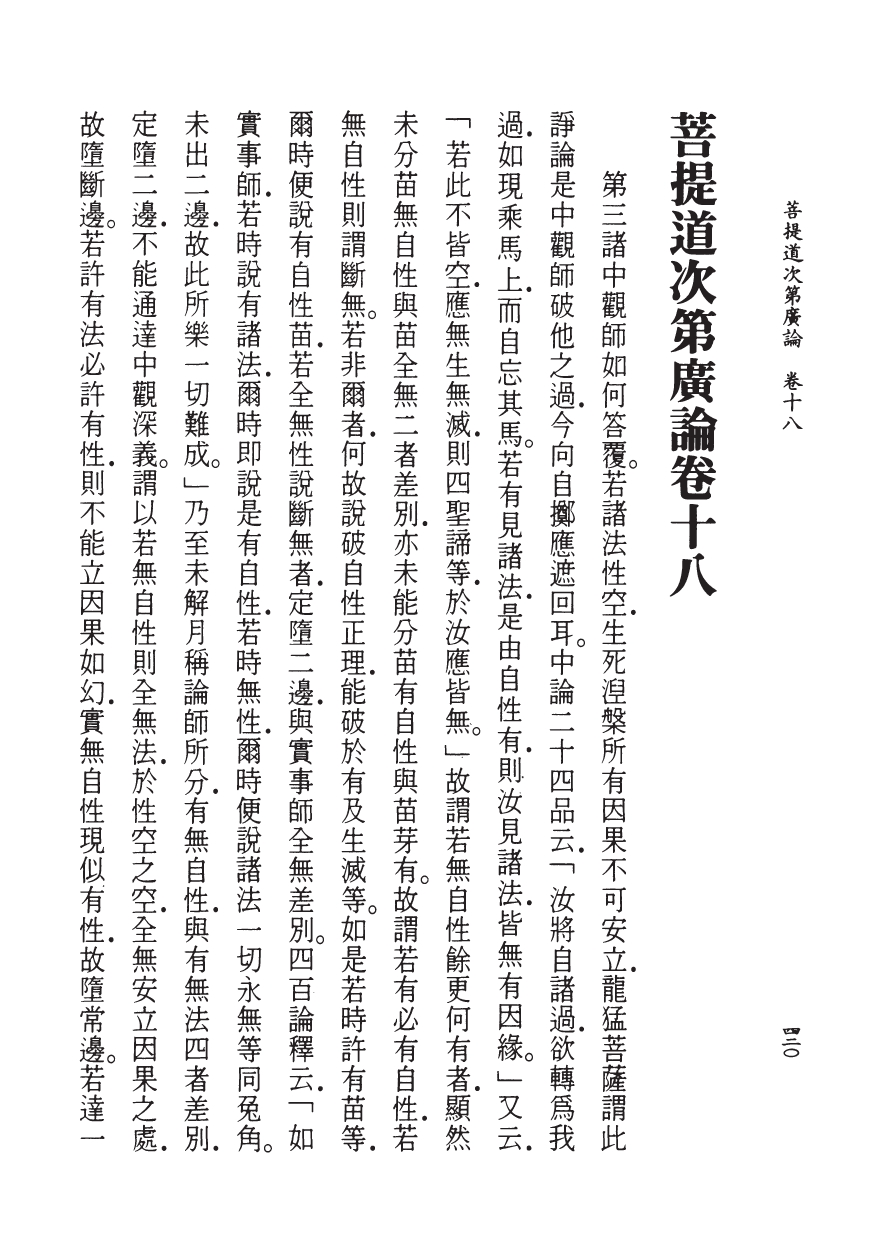 菩提道次第廣論　卷十八
四二〇
菩提道次第廣論卷十八
第三諸中觀師如何答覆。若諸法性空．生死涅槃所有因果不可安立．龍猛菩薩謂此
諍論是中觀師破他之過．今向自擲應遮回耳。中論二十四品云．「汝將自諸過．欲轉爲我
過．如現乘馬上．而自忘其馬。若有見諸法．是由自性有．則汝見諸法．皆無有因緣。」又云．
「若此不皆空．應無生無滅．則四聖諦等．於汝應皆無。」故謂若無自性餘更何有者．顯然
未分苗無自性與苗全無二者差別．亦未能分苗有自性與苗芽有。故謂若有必有自性．若
無自性則謂斷無。若非爾者．何故說破自性正理．能破於有及生滅等。如是若時許有苗等．
爾時便說有自性苗．若全無性說斷無者．定墮二邊．與實事師全無差別。四百論釋云．「如
實事師．若時說有諸法．爾時即說是有自性．若時無性．爾時便說諸法一切永無等同兔角。
未出二邊．故此所樂一切難成。」乃至未解月稱論師所分．有無自性．與有無法四者差別．
定墮二邊．不能通達中觀深義。謂以若無自性則全無法．於性空之空．全無安立因果之處．
故墮斷邊。若許有法必許有性．則不能立因果如幻．實無自性現似有性．故墮常邊。若達一